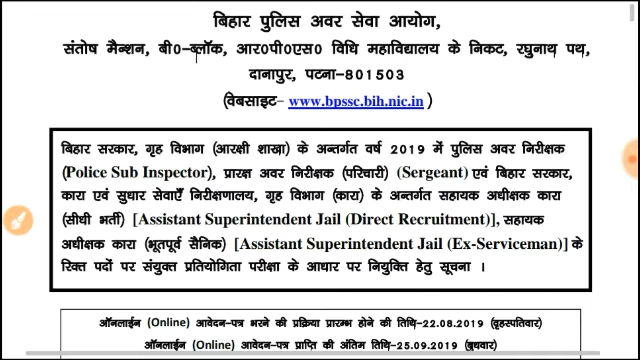 बिहार पुलिस अवर सेवा आयोग,
संतोष मैन्शन, बी०-ब्लॉक, आर०पी०एस० विधि महाविद्यालय के निकट, रघुनाथ पथ,
दानापुर, पटना-801503
(वेबसाइट- www.bpssc.bih.nic.in )
बिहार सरकार, गृह विभाग (आरक्षी शाखा) के अन्तर्गत वर्ष 2019 में पुलिस अवर निरीक्षक
(Police Sub Inspector), प्रारक्ष अवर निरीक्षक (परिचारी) (Sergeant) एवं बिहार सरकार,
कारा एवं सुधार सेवाएँ निरीक्षणालय, गृह विभाग (कारा) के अन्तर्गत सहायक अधीक्षक कारा
(सीधी भर्ती) [Assistant Superintendent Jail (Direct Recruitment)], सहायक
अधीक्षक कारा (भूतपूर्व सैनिक) [Assistant Superintendent Jail (Ex-Serviceman)] के
रिक्त पदों पर संयुक्त प्रतियोगिता परीक्षा के आधार पर नियुक्ति हेतु सूचना ।
ऑनलाईन (Online) आवेदन-पत्र भरने की प्रक्रिया प्रारम्भ होने की तिथि-22.08.2019 (वृहस्पतिवार)
ऑनलाईन (Online) आवेदन-पत्र प्राप्ति की अंतिम तिथि-25.09.2019 (बुधवार)